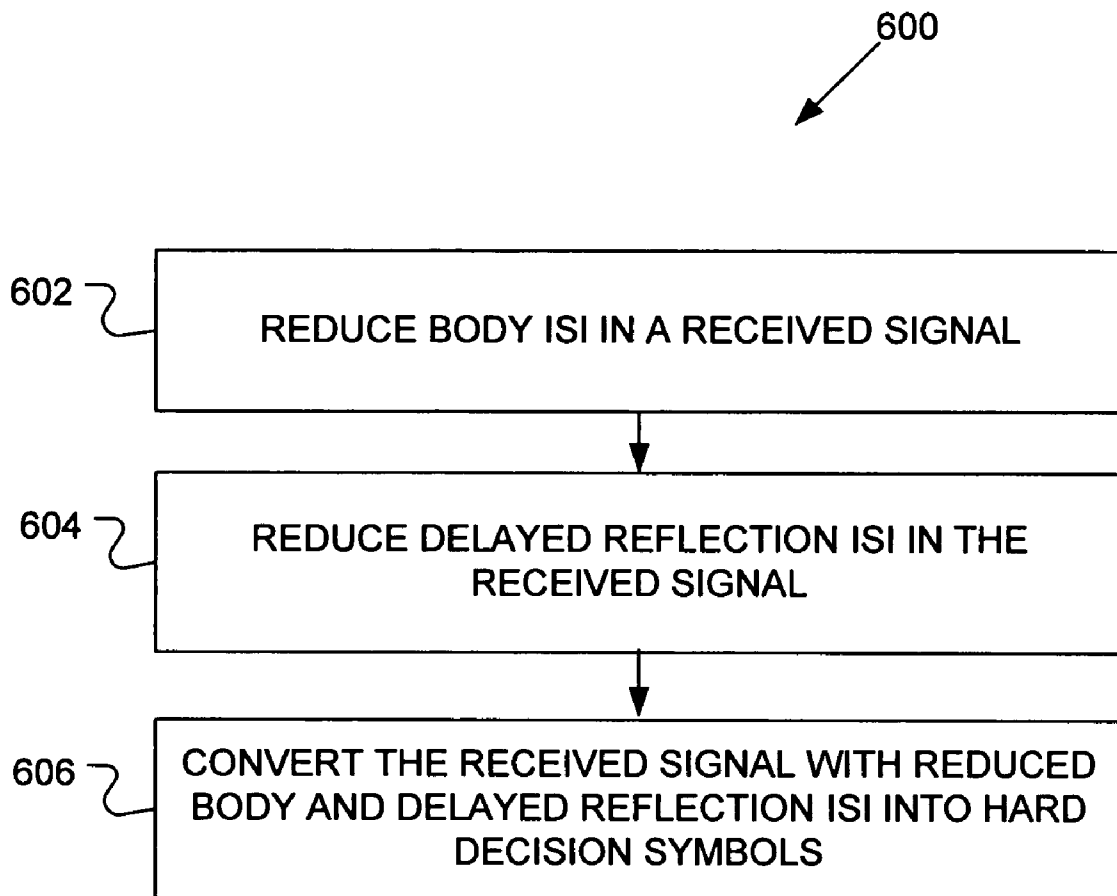 600
602
REDUCE BODY ISI IN A RECEIVED SIGNAL
604
REDUCE DELAYED REFLECTION ISI IN THE
RECEIVED SIGNAL
606
CONVERT THE RECEIVED SIGNAL WITH REDUCED
BODY AND DELAYED REFLECTION ISI INTO HARD
DECISION SYMBOLS